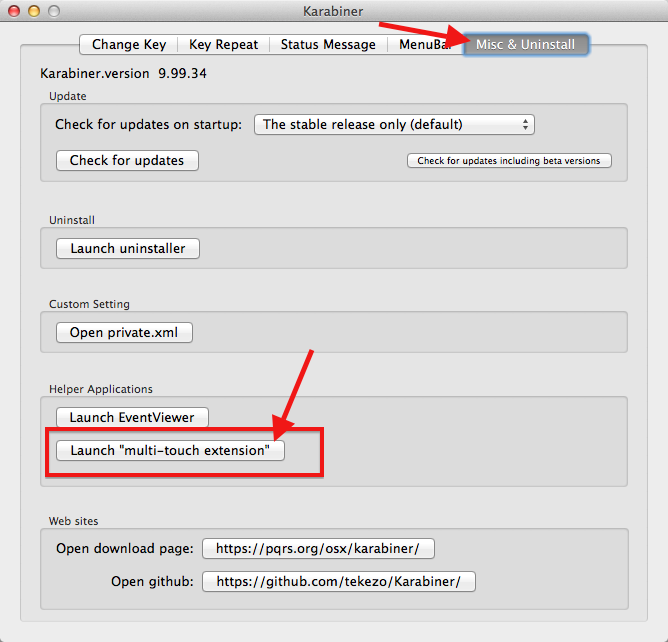 Karabiner
Change Key Key Repeat Status Message MenuBar Misc & Uninstall
Karabiner.version 9.99.34
Update
Check for updates on startup: The stable release only (default)
Check for updates Check for updates including beta versions
Uninstall
Launch uninstaller
Custom Setting
Open private.xml
Helper Applications
Launch EventViewer
Launch "multi-touch extension"
Web sites
Open download page: https://pqrs.org/osx/karabiner/
Open github: https://github.com/tekezo/Karabiner/